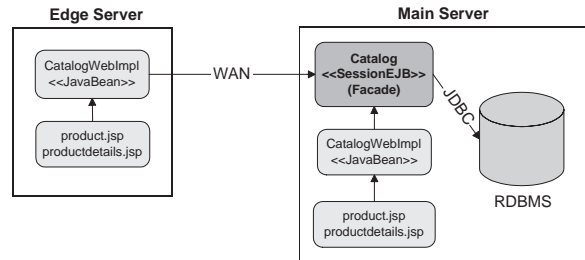 Edge Server
CatalogWebImpl
<<JavaBean>>
product.jsp
productdetails.jsp
WAN
Main Server
Catalog
<<SessionEJB>>
(Facade)
JDBC
CatalogWebImpl
<<JavaBean>>
product.jsp
productdetails.jsp
RDBMS